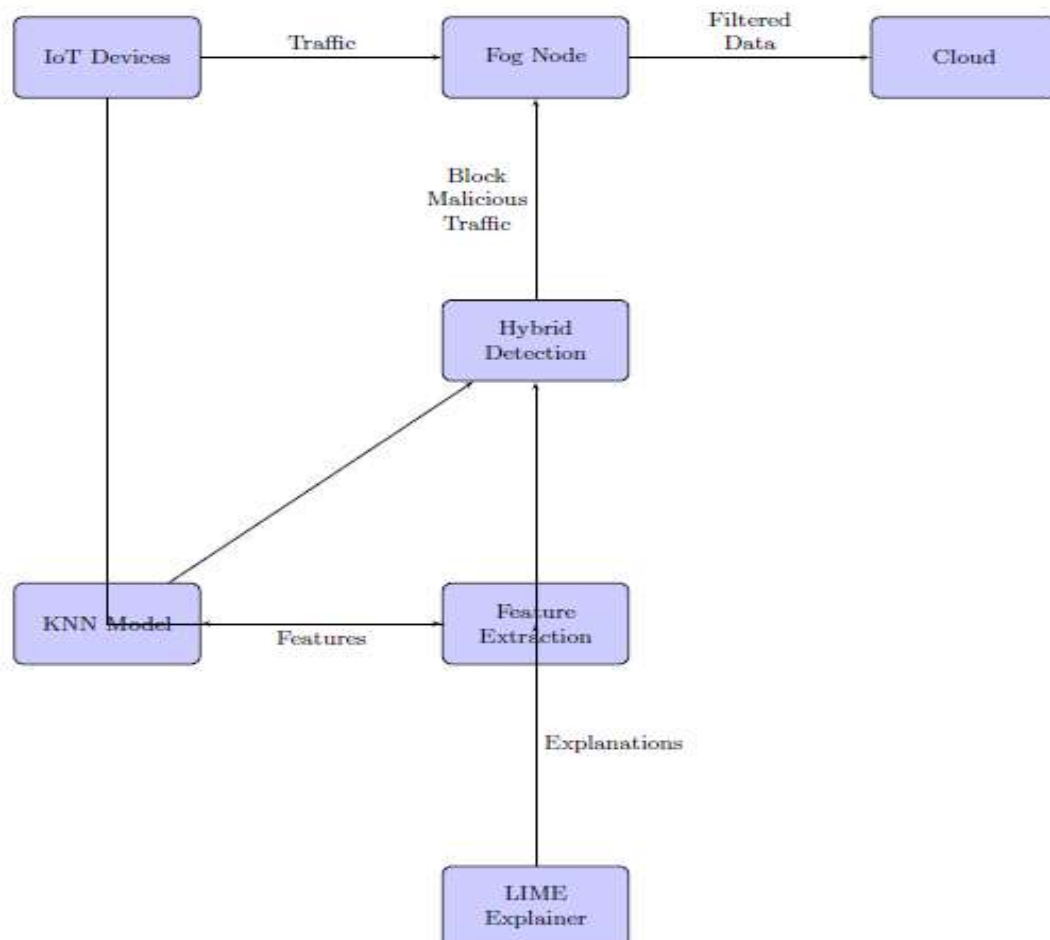 IoT Devices
Traffic
Fog Node
Filtered
Data
Cloud
Block
Malicious
Traffic
Hybrid
Detection
KNN Model
Features
Feature
Extraction
Explanations
LIME
Explainer